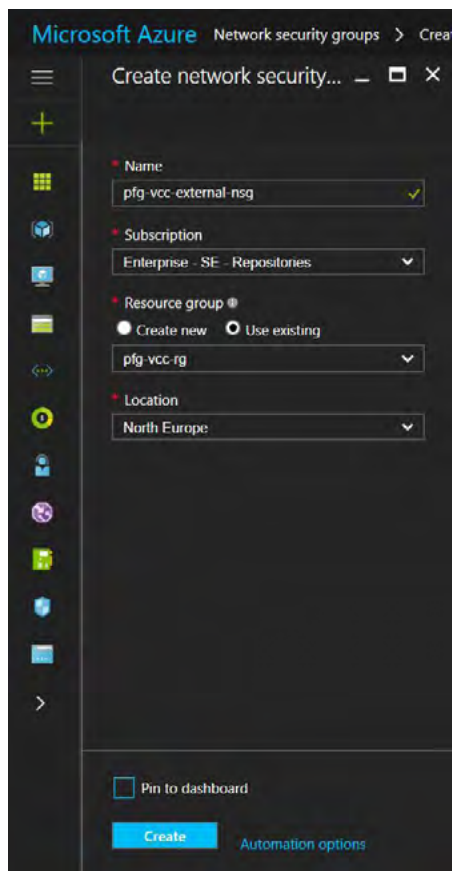 Microsoft Azure Network security groups > Crea
Create network security...
* Name
pfg-vcc-external-nsg
* Subscription
Enterprise - SE - Repositories
* Resource group
Create new Use existing
pfg-vcc-rg
* Location
North Europe
Pin to dashboard
Create Automation options